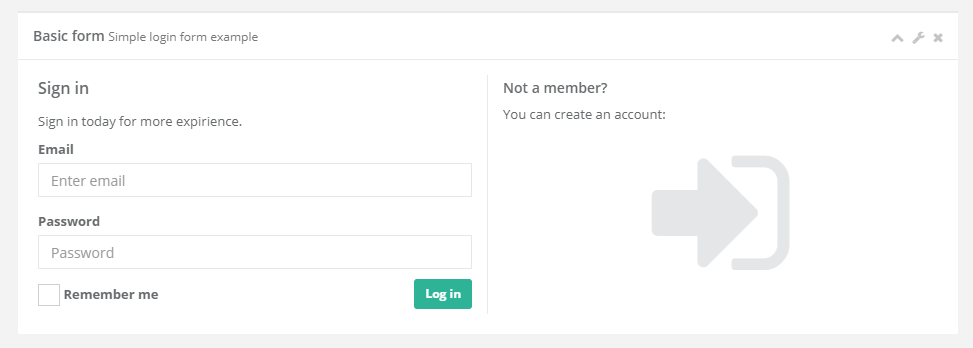 Basic form Simple login form example
Sign in
Sign in today for more expirience.
Email
Enter email
Password
Password
Remember me
Log in
Not a member?
You can create an account: